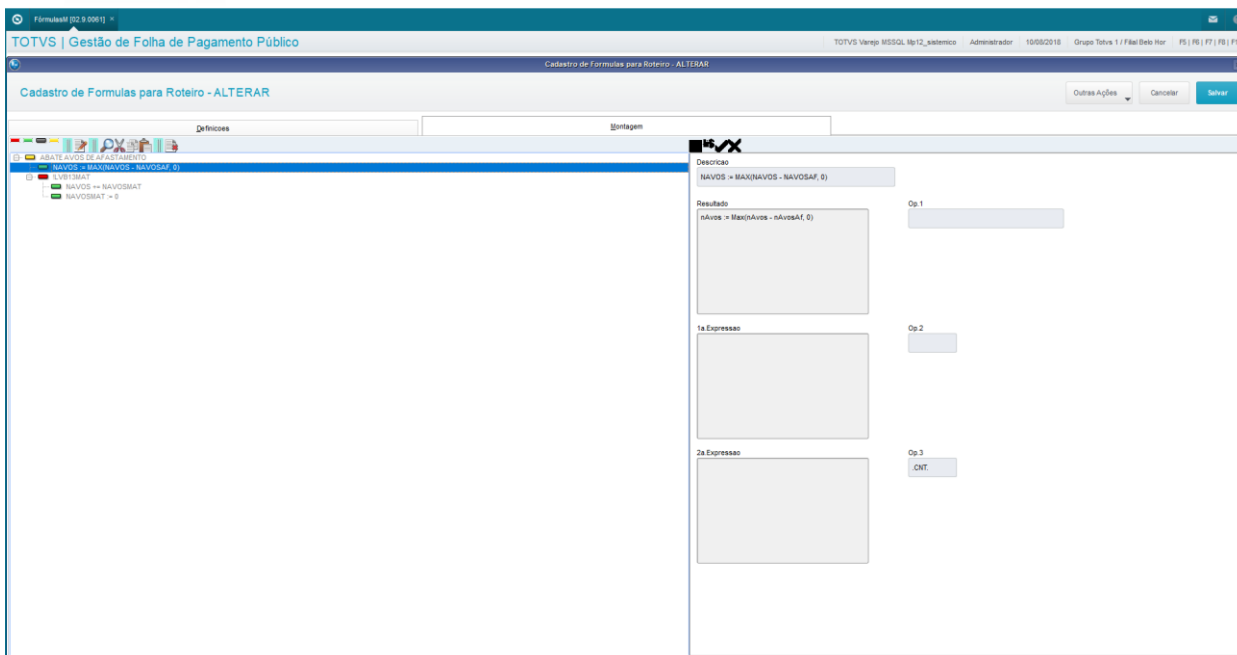 FórmulasM [02.9.0061] ×
TOTVS | Gestão de Folha de Pagamento Público
TOTVS Varejo MSSQL Mp12_sistemico Administrador 10/08/2018 Grupo Totvs 1 / Filial Belo Hor F5 | F6 | F7 | F8 |
Cadastro de Formulas para Roteiro - ALTERAR
Cadastro de Formulas para Roteiro - ALTERAR
Outras Ações Cancelar Salvar
Definicoes Montagem
ABATE AVOS DE AFASTAMENTO
NAVOS := MAX(NAVOS - NAVOSAF, 0)
!LVB13MAT
NAVOS -= NAVOSMAT
NAVOSMAT := 0
Descricao
NAVOS := MAX(NAVOS - NAVOSAF, 0)
Resultado Op.1
nAvos := Max(nAvos - nAvosAf, 0)
1a.Expressao Op.2
2a.Expressao Op.3
.CNT.